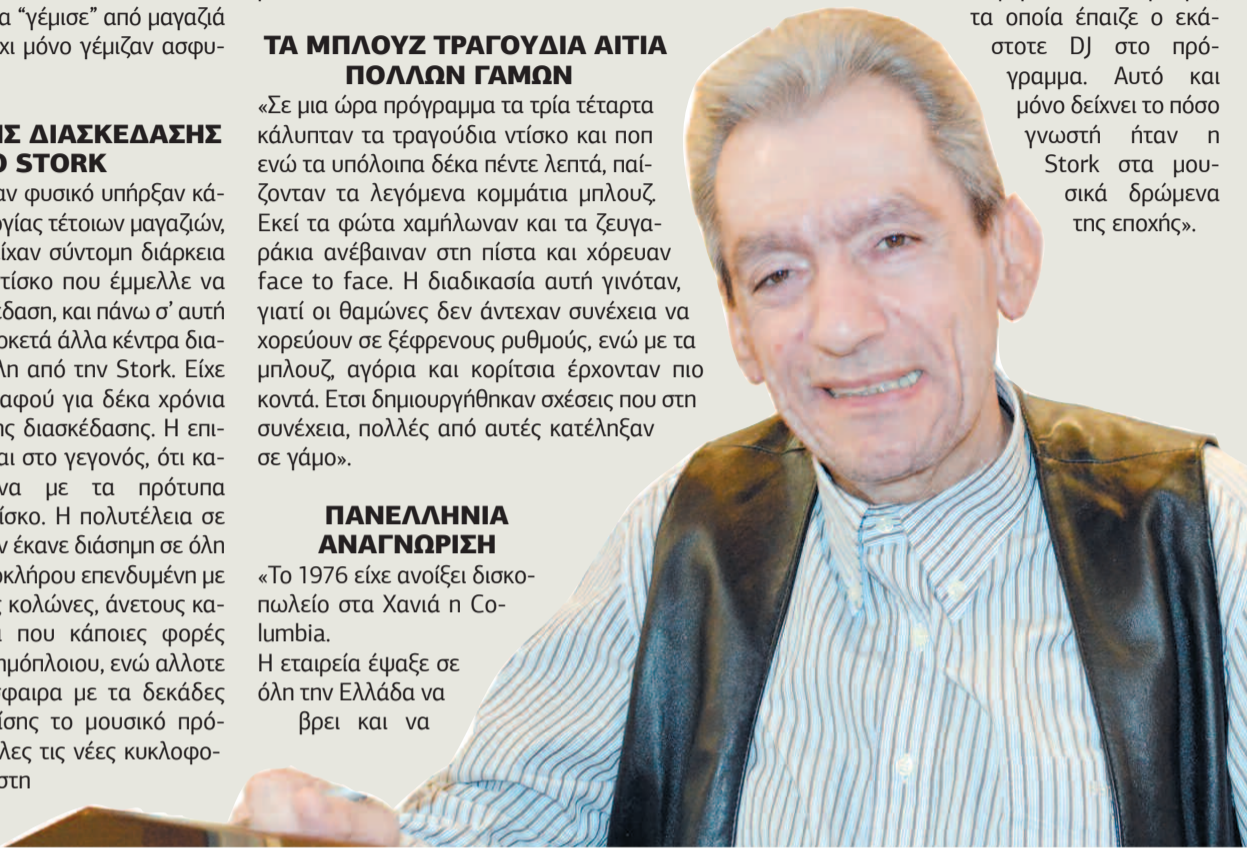 α “γέμισε” από μαγαζιά
χι μόνο γέμιζαν ασφυ-
ΙΣ ΔΙΑΣΚΕΔΑΣΗΣ
Ο STORK
αν φυσικό υπήρξαν κά-
ργίας τέτοιων μαγαζιών,
είχαν σύντομη διάρκεια
τίσκο που έμμελλε να
έδαση, και πάνω σ’ αυτή
ρκετά άλλα κέντρα δια-
λη από την Stork. Είχε
αφού για δέκα χρόνια
ης διασκέδασης. Η επι-
αι στο γεγονός, ότι κα-
να με τα πρότυπα
ίσκο. Η πολυτέλεια σε
ν έκανε διάσημη σε όλη
οκλήρου επενδυμένη με
ς κολώνες, άνετους κα-
που κάποιες φορές
ημόπλοιου, ενώ αλλοτε
φαιρα με τα δεκάδες
ίσης το μουσικό πρό-
λες τις νέες κυκλοφο-
στη
ΤΑ ΜΠΛΟΥΖ ΤΡΑΓΟΥΔΙΑ ΑΙΤΙΑ
ΠΟΛΛΩΝ ΓΑΜΩΝ
«Σε μια ώρα πρόγραμμα τα τρία τέταρτα
κάλυπταν τα τραγούδια ντίσκο και ποπ
ενώ τα υπόλοιπα δέκα πέντε λεπτά, παί-
ζονταν τα λεγόμενα κομμάτια μπλουζ.
Εκεί τα φώτα χαμήλωναν και τα ζευγα-
ράκια ανέβαιναν στη πίστα και χόρευαν
face to face. Η διαδικασία αυτή γινόταν,
γιατί οι θαμώνες δεν άντεχαν συνέχεια να
χορεύουν σε ξέφρενους ρυθμούς, ενώ με τα
μπλουζ, αγόρια και κορίτσια έρχονταν πιο
κοντά. Ετσι δημιουργήθηκαν σχέσεις που στη
συνέχεια, πολλές από αυτές κατέληξαν
σε γάμο».
ΠΑΝΕΛΛΗΝΙΑ
ΑΝΑΓΝΩΡΙΣΗ
«Το 1976 είχε ανοίξει δισκο-
πωλείο στα Χανιά η Co-
lumbia.
Η εταιρεία έψαξε σε
όλη την Ελλάδα να
βρει και να
τα οποία έπαιζε ο εκά-
στοτε DJ στο πρό-
γραμμα. Αυτό και
μόνο δείχνει το πόσο
γνωστή ήταν η
Stork στα μου-
σικά δρώμενα
της εποχής».